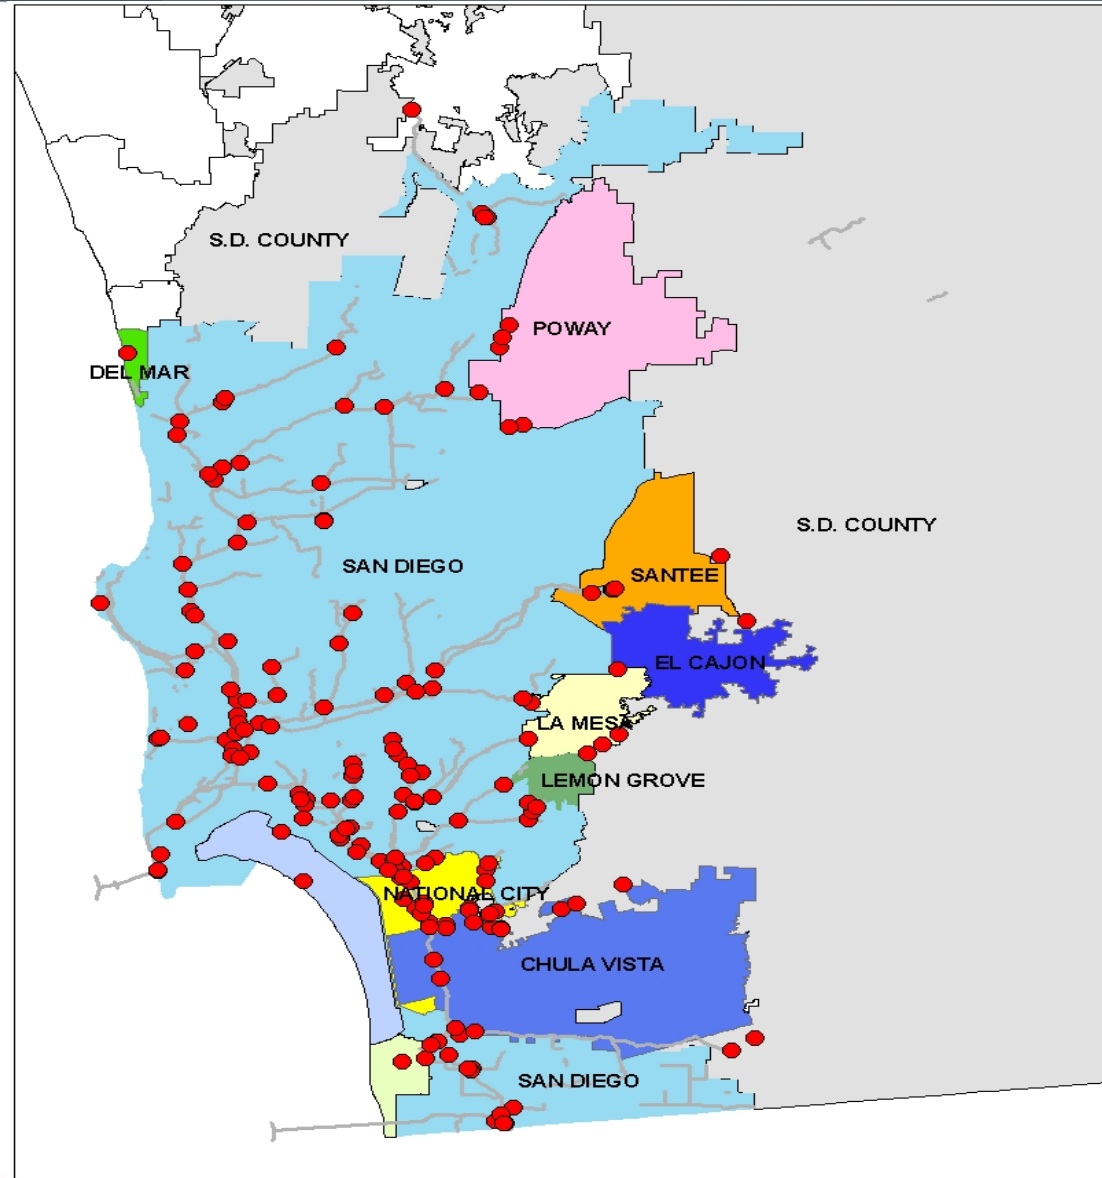 S.D. COUNTY
POWAY
DEL MAR
S.D. COUNTY
SAN DIEGO
SANTEE
EL CAJON
LA MESA
LEMON GROVE
NATIONAL CITY
CHULA VISTA
SAN DIEGO